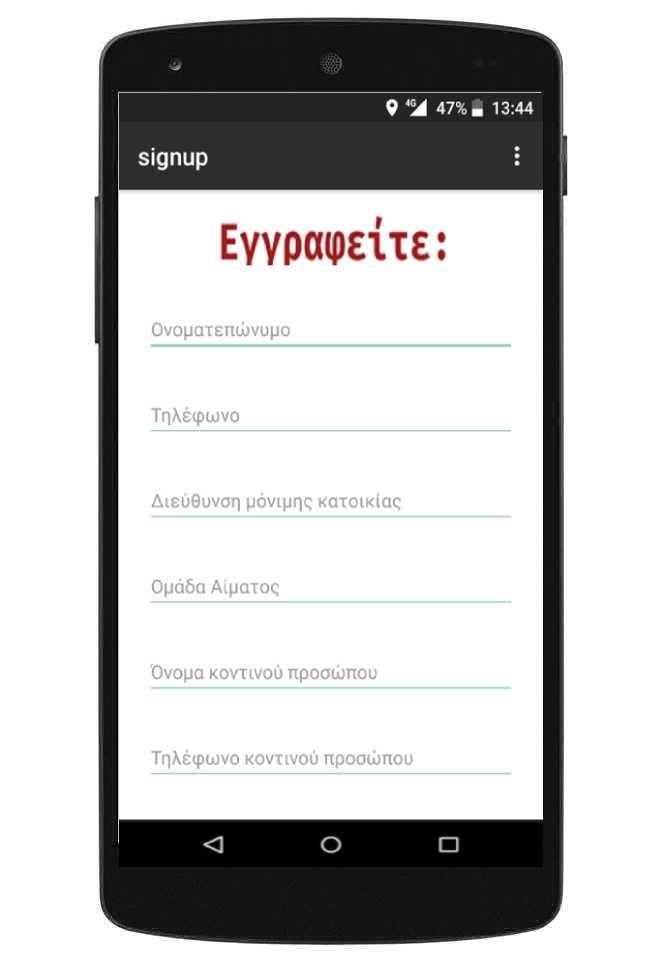 4G 47% 13:44
signup
Εγγραφείτε:
Ονοματεπώνυμο
Τηλέφωνο
Διεύθυνση μόνιμης κατοικίας
Ομάδα Αίματος
Όνομα κοντινού προσώπου
Τηλέφωνο κοντινού προσώπου